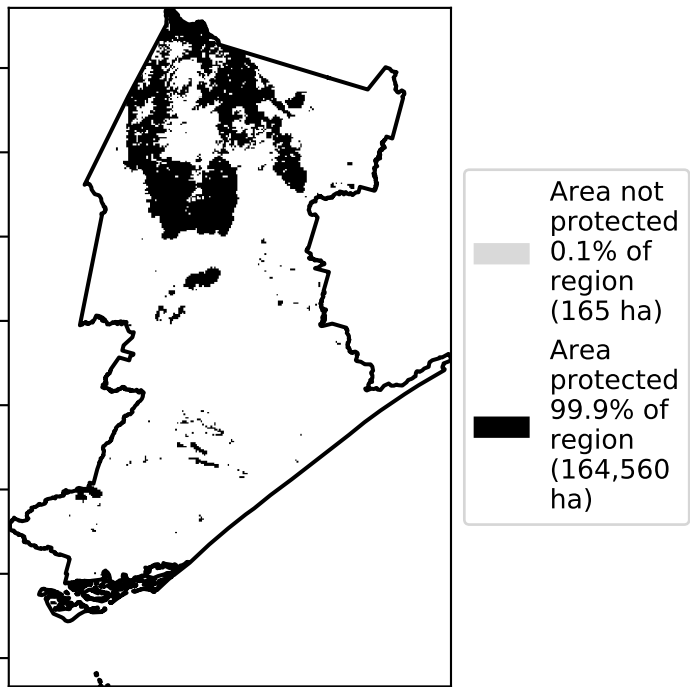 Area not
protected
0.1% of
region
(165 ha)
Area
protected
99.9% of
region
(164,560
ha)